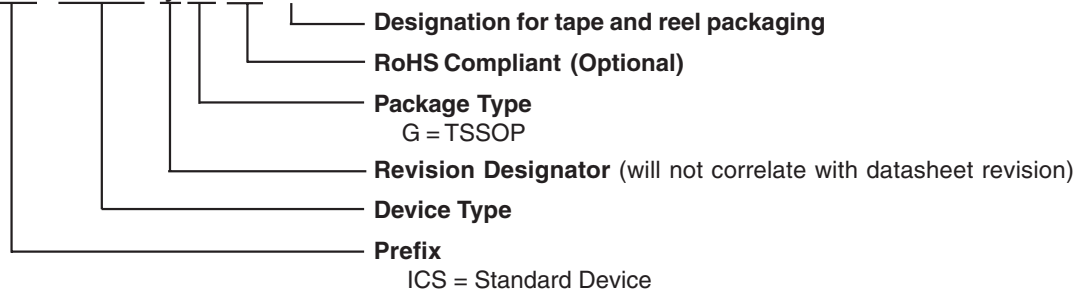 Designation for tape and reel packaging
RoHS Compliant (Optional)
Package Type
G = TSSOP
Revision Designator (will not correlate with datasheet revision)
Device Type
Prefix
ICS = Standard Device